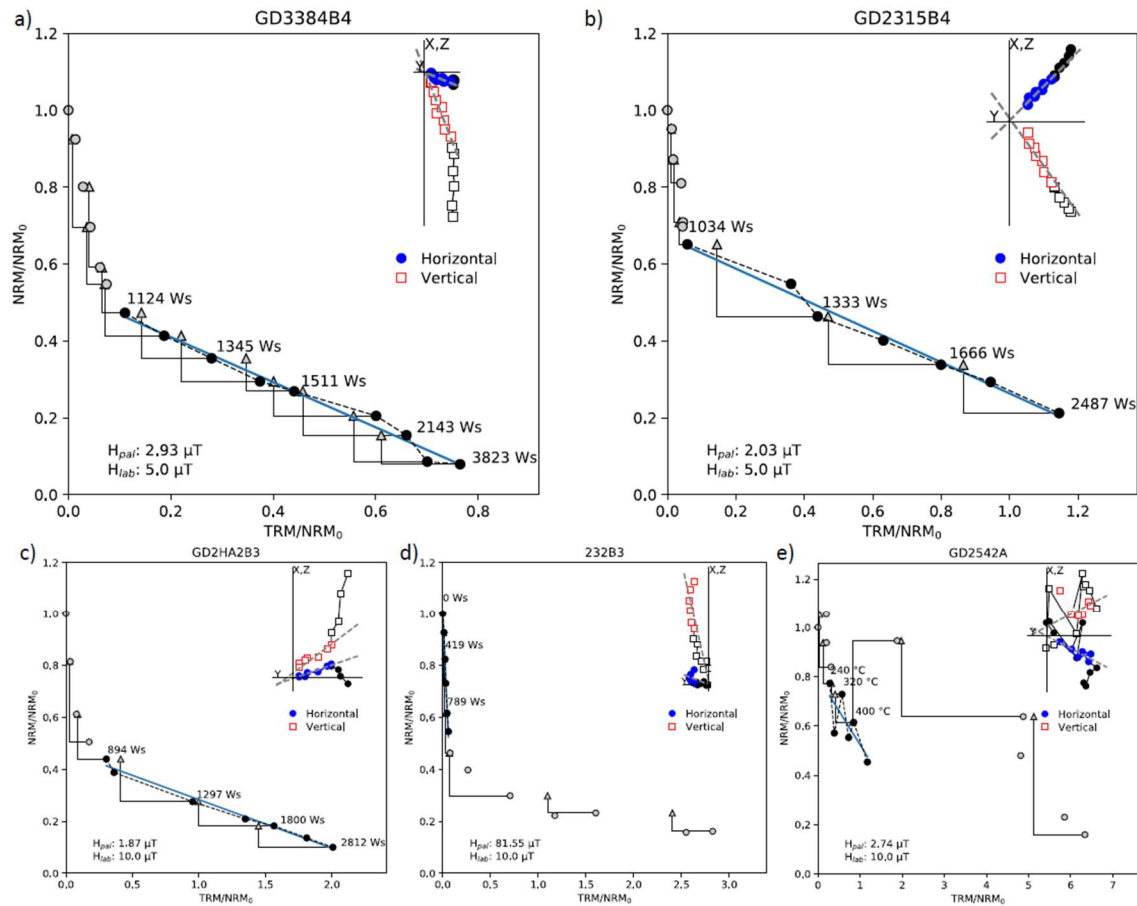 a)
GD3384B4
NRM/NRM₀
1.2
1.0
0.8
0.6
0.4
0.2
0.0
0.0 0.2 0.4 0.6 0.8
TRM/NRM₀
X,Z
Y
Horizontal
Vertical
1124 Ws
1345 Ws
1511 Ws
2143 Ws
3823 Ws
Hpal: 2.93 µT
Hlab: 5.0 µT
b)
GD2315B4
NRM/NRM₀
1.2
1.0
0.8
0.6
0.4
0.2
0.0
0.0 0.2 0.4 0.6 0.8 1.0 1.2
TRM/NRM₀
X,Z
Y
Horizontal
Vertical
1034 Ws
1333 Ws
1666 Ws
2487 Ws
Hpal: 2.03 µT
Hlab: 5.0 µT
c)
GD2HA2B3
NRM/NRM₀
1.2
1.0
0.8
0.6
0.4
0.2
0.0
0.0 0.5 1.0 1.5 2.0
TRM/NRM₀
X,Z
Y
Horizontal
Vertical
894 Ws
1297 Ws
1800 Ws
2812 Ws
Hpal: 1.87 µT
Hlab: 10.0 µT
d)
232B3
NRM/NRM₀
1.2
1.0
0.8
0.6
0.4
0.2
0.0
0.0 0.5 1.0 1.5 2.0 2.5 3.0
TRM/NRM₀
X,Z
Horizontal
Vertical
0 Ws
419 Ws
789 Ws
Hpal: 81.55 µT
Hlab: 10.0 µT
e)
GD2542A
NRM/NRM₀
1.2
1.0
0.8
0.6
0.4
0.2
0.0
0 1 2 3 4 5 6 7
TRM/NRM₀
X,Z
Horizontal
Vertical
240 °C
320 °C
400 °C
Hpal: 2.74 µT
Hlab: 10.0 µT